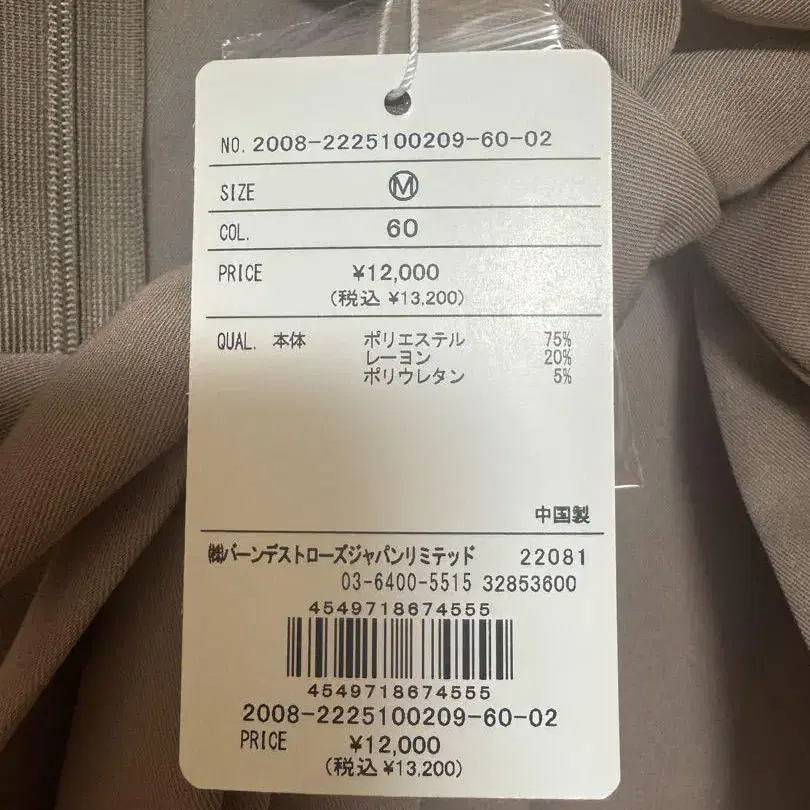 NO. 2008-2225100209-60-02
SIZE Ⓜ
COL. 60
PRICE ¥12,000
(税込 ¥13,200)
QUAL. 本体 ポリエステル 75%
レーヨン 20%
ポリウレタン 5%
中国製
㈱バーンデストローズジャパンリミテッド 22081
03-6400-5515 32853600
4549718674555
4549718674555
2008-2225100209-60-02
PRICE ¥12,000
(税込 ¥13,200)